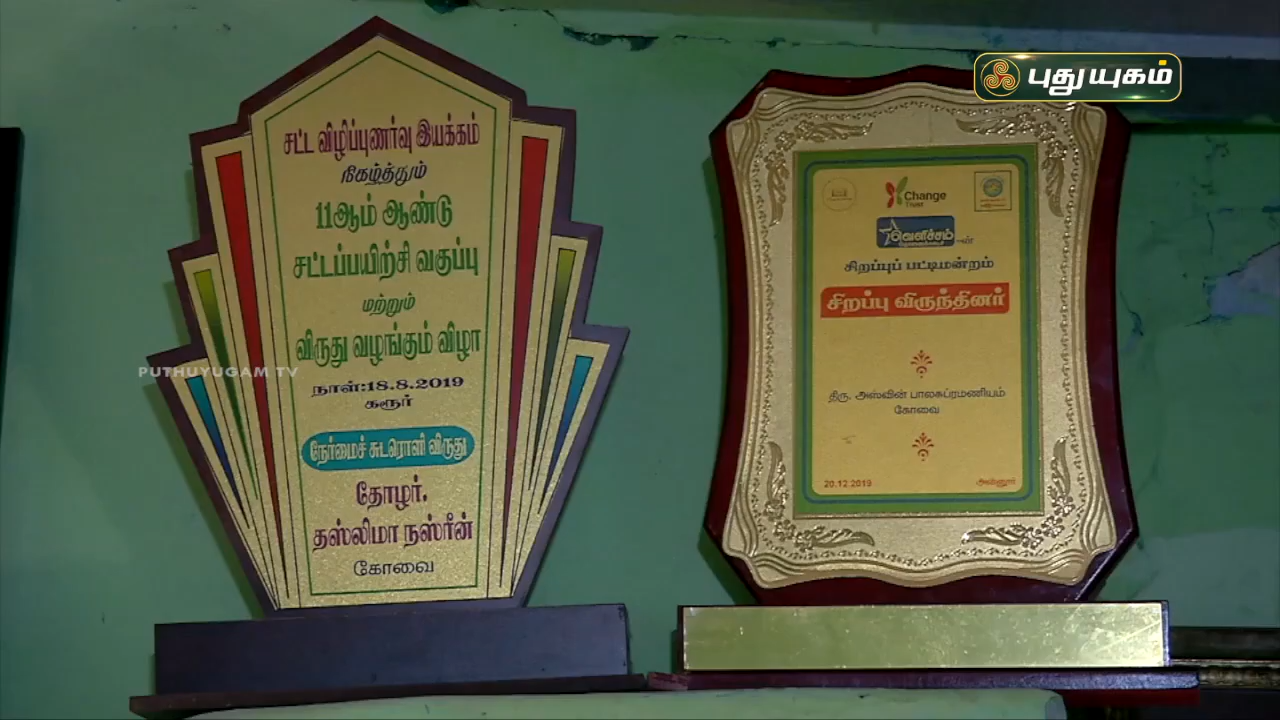 சட்ட விழிப்புணர்வு இயக்கம்
நிகழ்த்தும்
11ஆம் ஆண்டு
சட்டப்பயிற்சி வகுப்பு
மற்றும்
விருது வழங்கும் விழா
நாள்:18.8.2019
கரூர்
நேர்மைச் சுடரொளி விருது
தோழர்.
தஸ்லிமா நஸ்ரீன்
கோவை
புதுயுகம்
Change
Trust
வெளிச்சம்
சிறப்புப் பட்டிமன்றம்
சிறப்பு விருந்தினர்
திரு. அஸ்வின் பாலசுப்ரமணியம்
கோவை
20.12.2019
அன்னூர்
PUTHUYUGAM TV